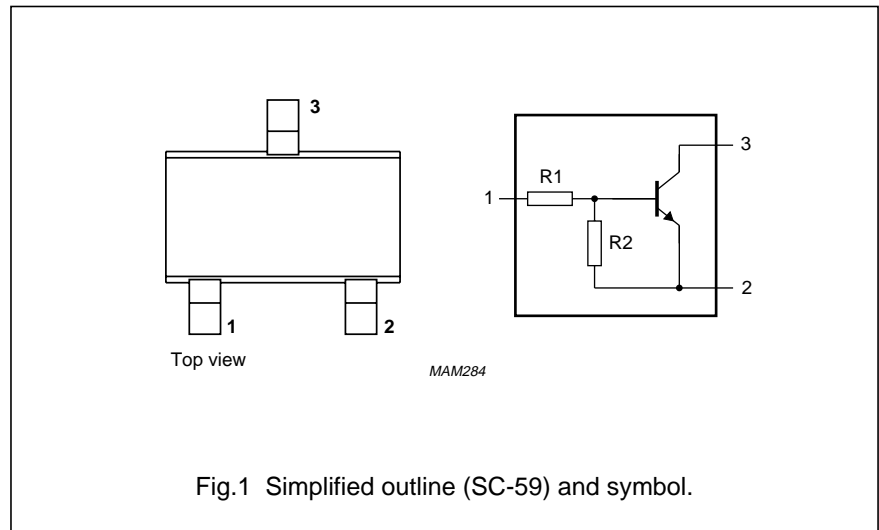 3
1
2
Top view
1
R1
R2
3
2
MAM284
Fig.1 Simplified outline (SC-59) and symbol.